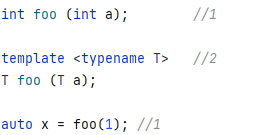 int foo (int a); //1
template <typename T> //2
T foo (T a);
auto x = foo(1); //1